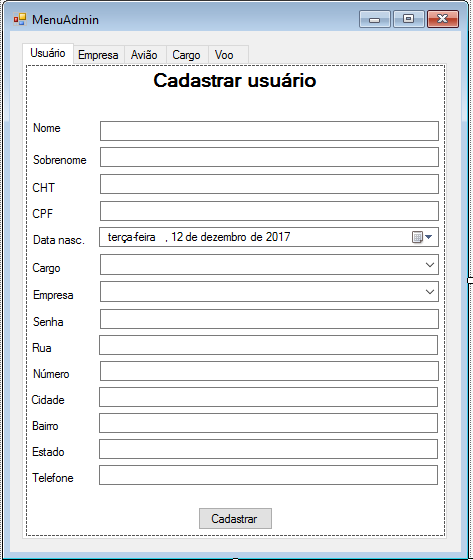 MenuAdmin
Usuário Empresa Avião Cargo Voo
Cadastrar usuário
Nome
Sobrenome
CHT
CPF
Data nasc. terça-feira , 12 de dezembro de 2017
Cargo
Empresa
Senha
Rua
Número
Cidade
Bairro
Estado
Telefone
Cadastrar